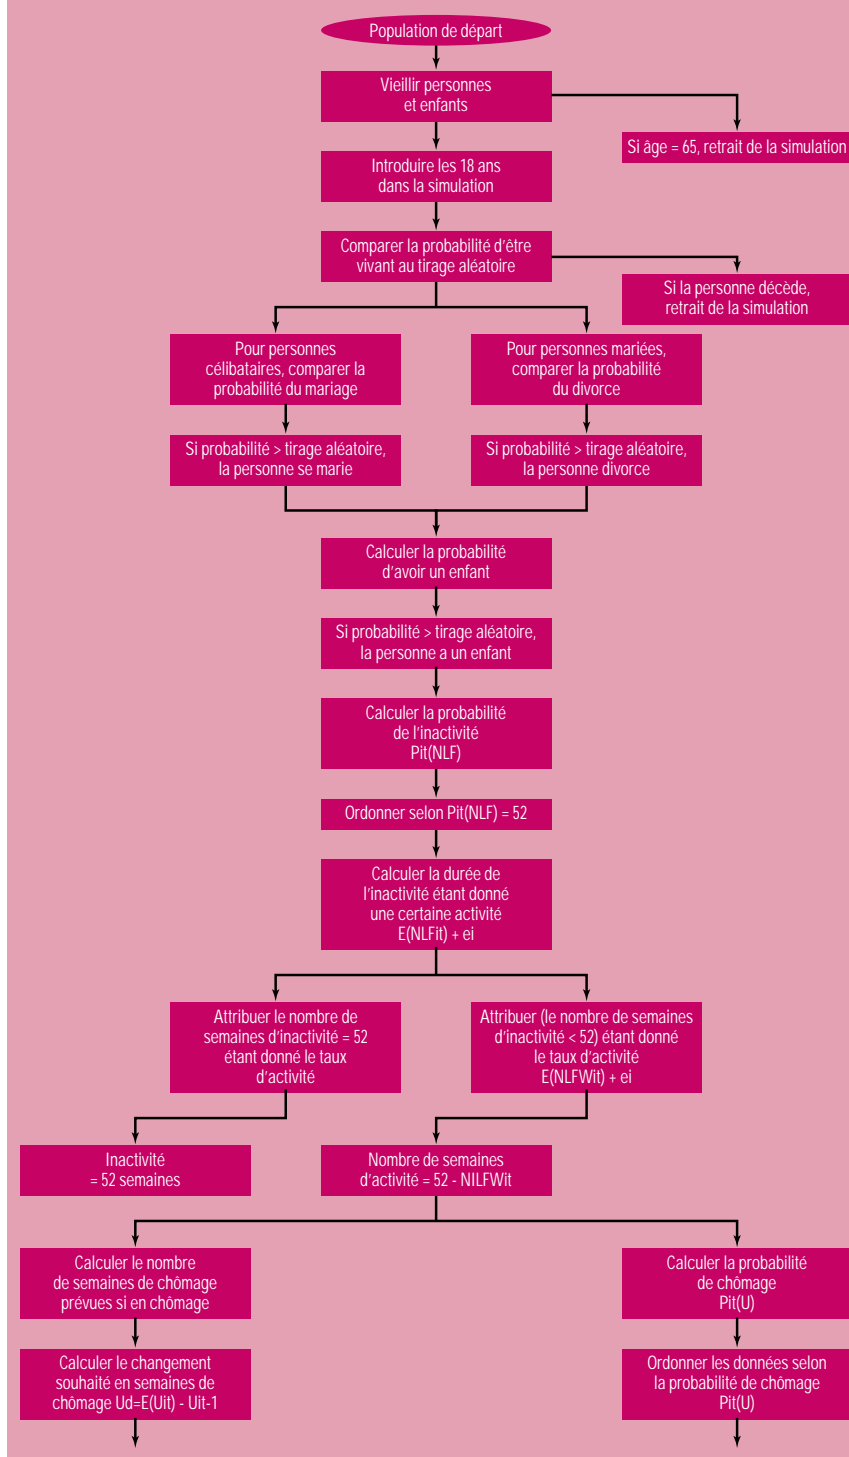 Population de départ
Vieillir personnes
et enfants
Si âge = 65, retrait de la simulation
Introduire les 18 ans
dans la simulation
Comparer la probabilité d'être
vivant au tirage aléatoire
Si la personne décède,
retrait de la simulation
Pour personnes
célibataires, comparer la
probabilité du mariage
Pour personnes mariées,
comparer la probabilité
du divorce
Si probabilité > tirage aléatoire,
la personne se marie
Si probabilité > tirage aléatoire,
la personne divorce
Calculer la probabilité
d'avoir un enfant
Si probabilité > tirage aléatoire,
la personne a un enfant
Calculer la probabilité
de l'inactivité
Pit(NLF)
Ordonner selon Pit(NLF) = 52
Calculer la durée de
l'inactivité étant donné
une certaine activité
E(NLFit) + ei
Attribuer le nombre de
semaines d'inactivité = 52
étant donné le taux
d'activité
Attribuer (le nombre de semaines
d'inactivité < 52) étant donné
le taux d'activité
E(NLFWit) + ei
Inactivité
= 52 semaines
Nombre de semaines
d'activité = 52 - NILFWit
Calculer le nombre
de semaines de chômage
prévues si en chômage
Calculer la probabilité
de chômage
Pit(U)
Calculer le changement
souhaité en semaines de
chômage Ud=E(Uit) - Uit-1
Ordonner les données selon
la probabilité de chômage
Pit(U)